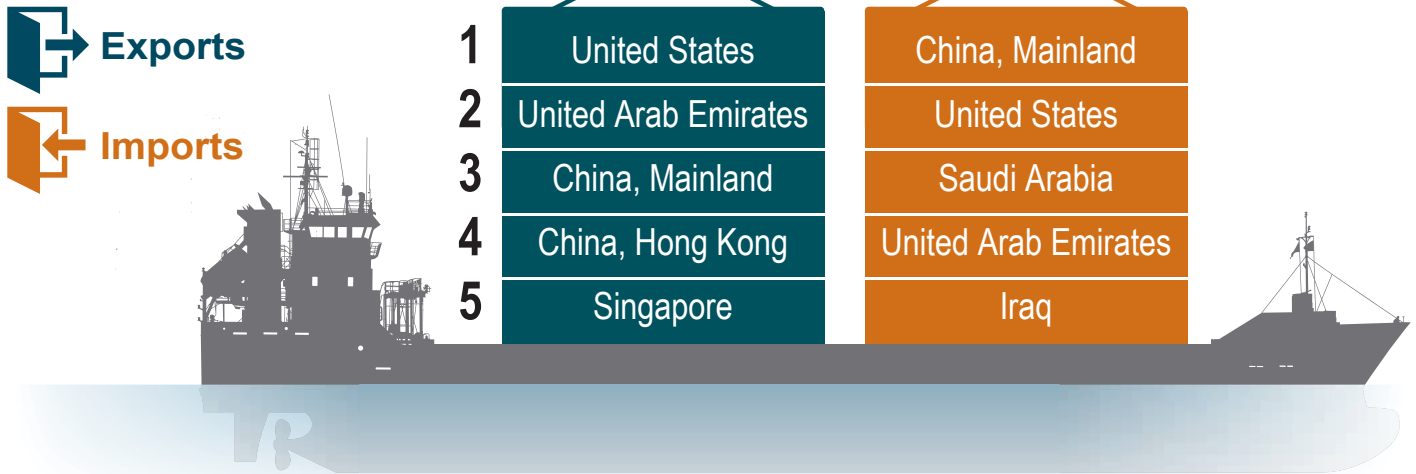 Exports
Imports
1 United States China, Mainland
2 United Arab Emirates United States
3 China, Mainland Saudi Arabia
4 China, Hong Kong United Arab Emirates
5 Singapore Iraq